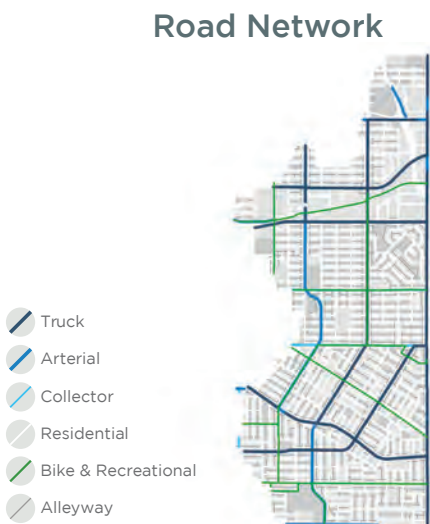 Road Network
Truck
Arterial
Collector
Residential
Bike & Recreational
Alleyway